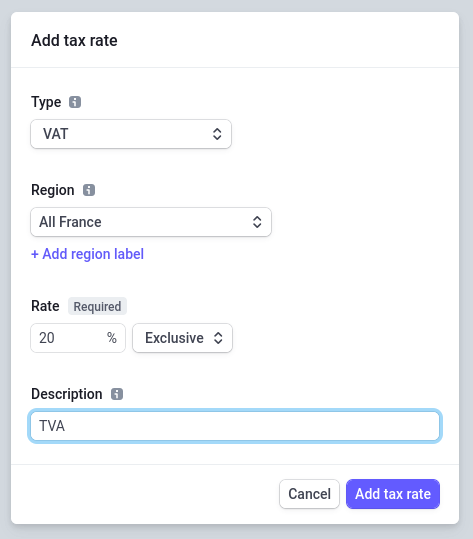 Add tax rate
Type
VAT
Region
All France
+ Add region label
Rate Required
20 % Exclusive
Description
TVA
Cancel Add tax rate